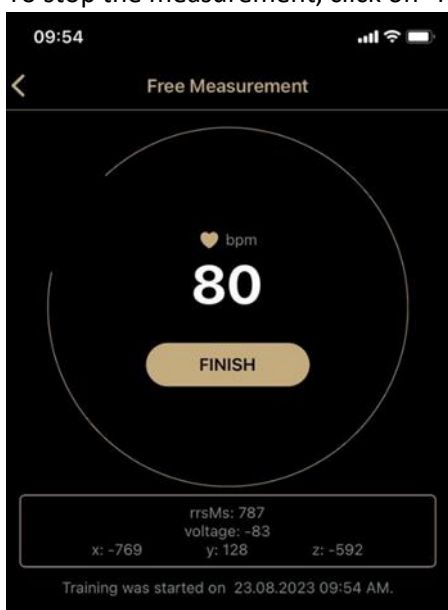 To stop the measurement, click on
09:54
Free Measurement
bpm
80
FINISH
rrsMs: 787
voltage: -83
x: -769 y: 128 z: -592
Training was started on 23.08.2023 09:54 AM.